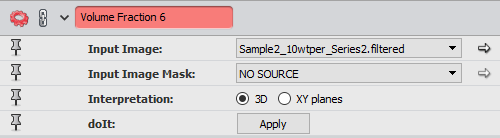 Volume Fraction 6
Input Image: Sample2_10wtper_Series2.filtered
Input Image Mask: NO SOURCE
Interpretation: 3D XY planes
doIt: Apply